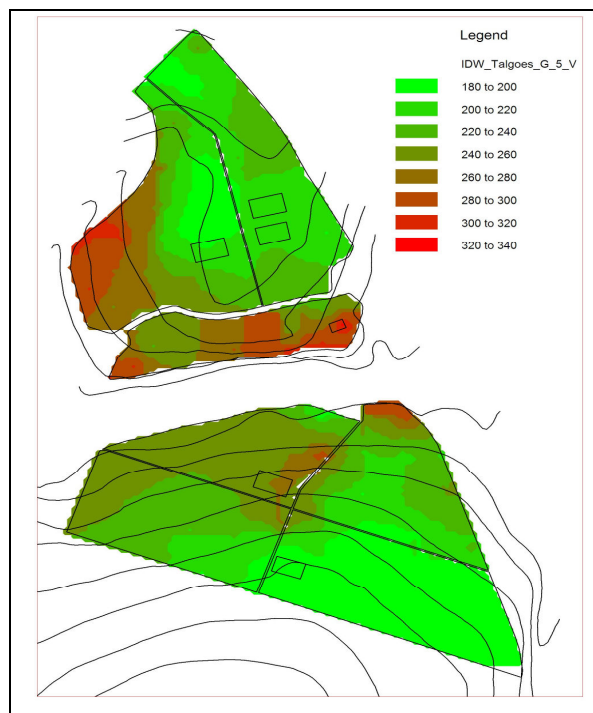 Legend
IDW_Talgoes_G_5_V
180 to 200
200 to 220
220 to 240
240 to 260
260 to 280
280 to 300
300 to 320
320 to 340